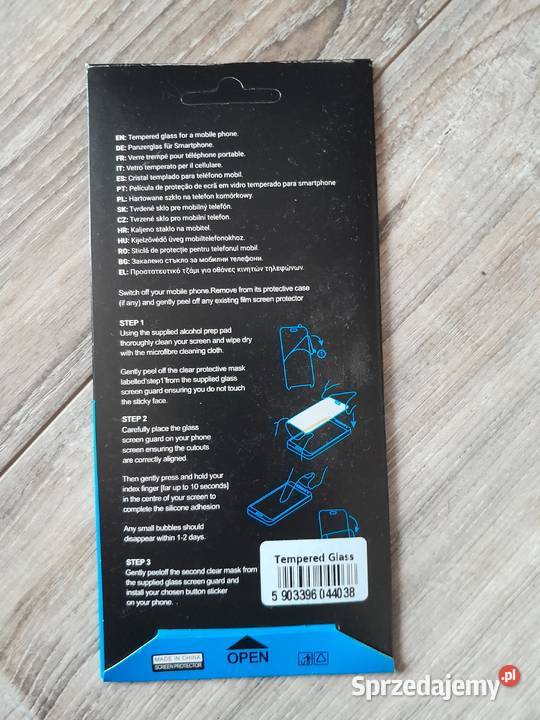 EN: Tempered glass for a mobile phone.
DE: Panzerglas für Smartphone.
FR: Verre trempé pour téléphone portable.
IT: Vetro temperato per il cellulare.
ES: Cristal templado para teléfono mobil.
PT: Película de proteção de ecrã em vidro temperado para smartphone
PL: Hartowane szkło na telefon komórkowy.
SK: Tvrdené sklo pre mobilný telefón.
CZ: Tvrzené sklo pro mobilní telefon.
HR: Kaljeno staklo na mobitel.
HU: Kijelzővédő üveg mobiltelefonokhoz.
RO: Sticlă de protecție pentru telefonul mobil.
BG: Закалено стъкло за мобилни телефони.
EL: Προστατευτικό τζάμι για οθόνες κινητών τηλεφώνων.
Switch off your mobile phone.Remove from its protective case
(if any) and gently peel off any existing film screen protector
STEP 1
Using the supplied alcohol prep pad
thoroughly clean your screen and wipe dry
with the microfibre cleaning cloth.
Gently peel off the clear protective mask
labelled'step1'from the supplied glass
screen guard ensuring you do not touch
the sticky face.
STEP 2
Carefully place the glass
screen guard on your phone
screen ensuring the cutouts
are correctly aligned.
Then gently press and hold your
index finger [far up to 10 seconds]
in the centre of your screen to
complete the silicone adhesion
Any small bubbles should
disappear within 1-2 days.
STEP 3
Gently peeloff the second clear mask from
the supplied glass screen guard and
install your chosen button sticker
on your phone.
Tempered Glass
5 903396 044038
MADE IN CHINA
SCREEN PROTECTOR
OPEN
Sprzedajemy.pl